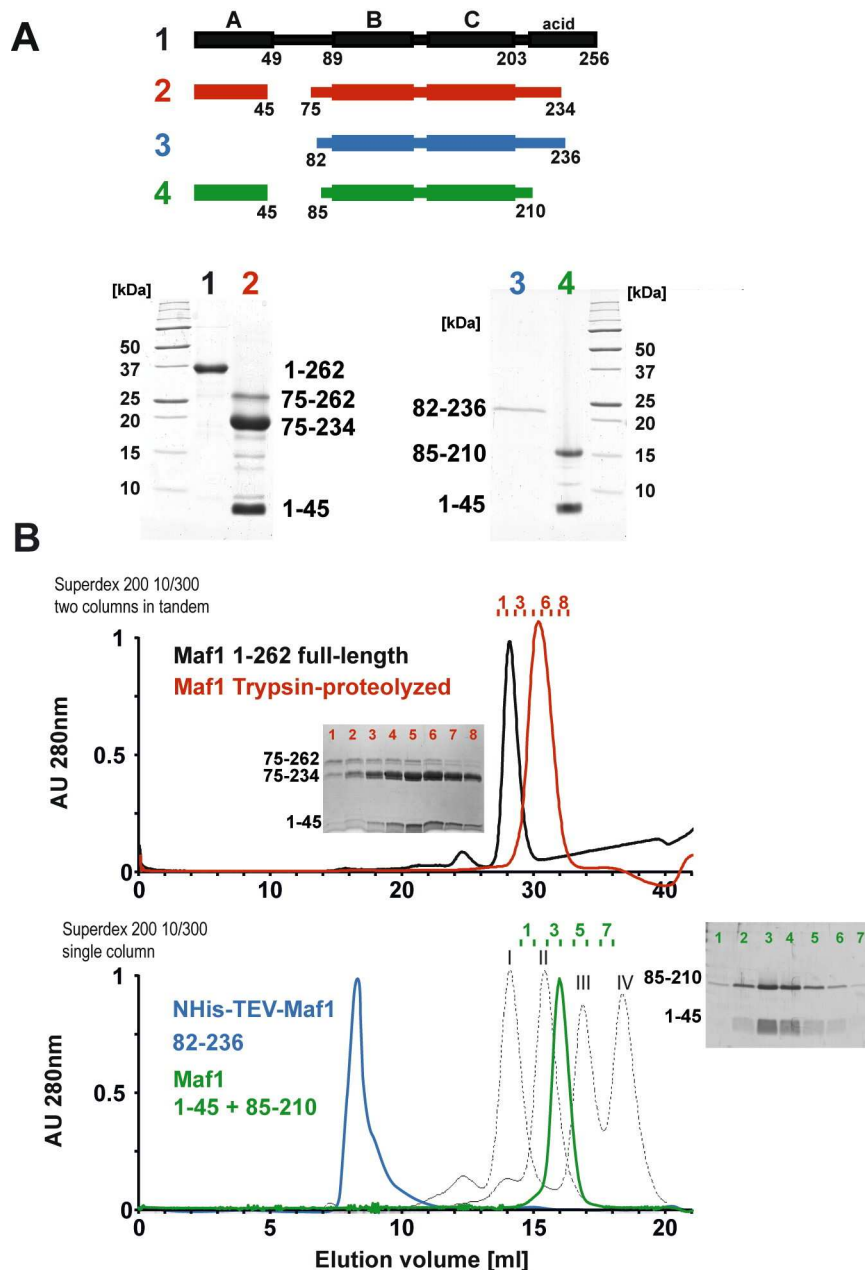 A
A B C acid
1
49 89 203 256
2
45 75 234
3
82 236
4
45 85 210
[kDa] 1 2
50
37
25
20
15
10
1-262
75-262
75-234
1-45
3 4 [kDa]
[kDa]
82-236
85-210
1-45
50
37
25
20
15
10
B
Superdex 200 10/300
two columns in tandem
1 3 6 8
Maf1 1-262 full-length
Maf1 Trypsin-proteolyzed
1 2 3 4 5 6 7 8
75-262
75-234
1-45
AU 280nm
1
0.5
0
0 10 20 30 40
Superdex 200 10/300
single column
1 3 5 7
I II III IV
NHis-TEV-Maf1
82-236
Maf1
1-45 + 85-210
1 2 3 4 5 6 7
85-210
1-45
AU 280nm
1
0.5
0
0 5 10 15 20
Elution volume [ml]